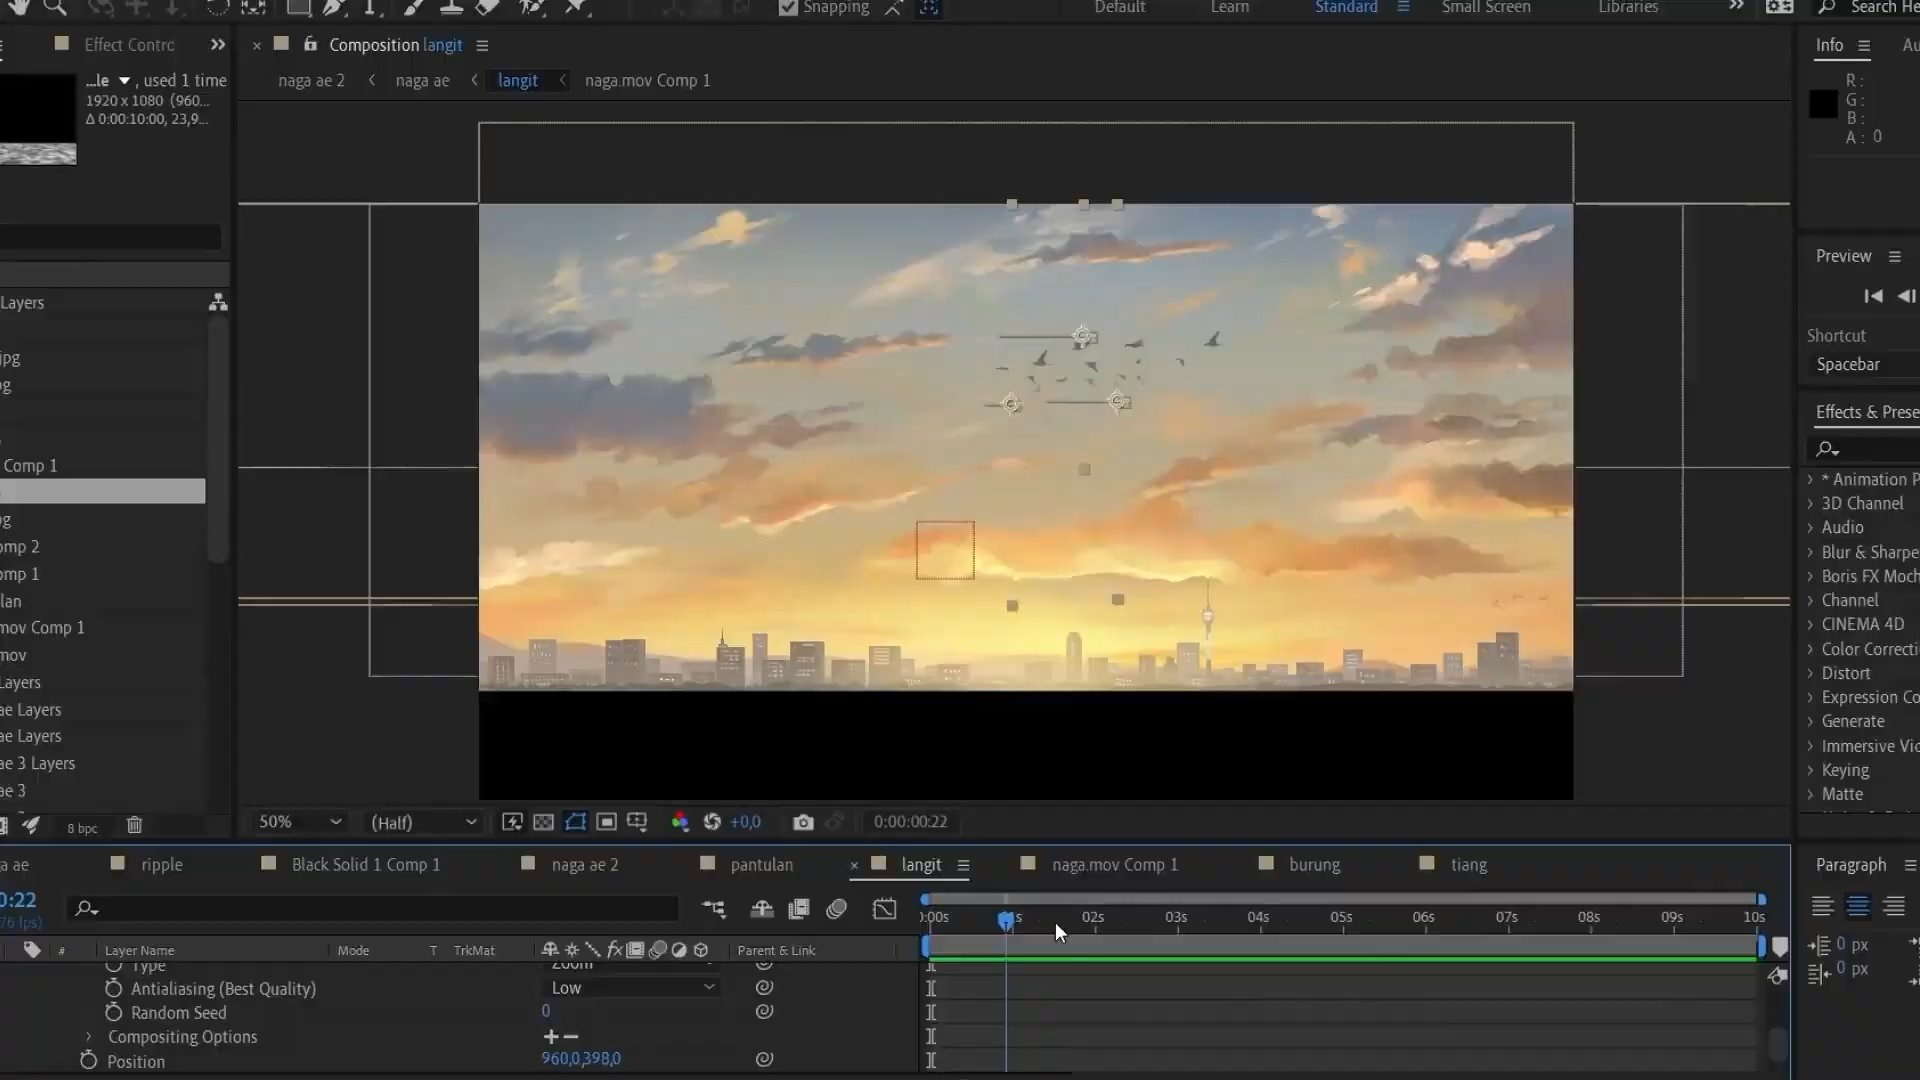 Snapping
Default
Learn
Standard
Small Screen
Libraries
Search He
Effect Contrc
Composition langit
Info
Au
...le , used 1 time
1920 x 1080 (960...
Δ 0:00:10:00, 23,9...
naga ae 2
naga ae
langit
naga.mov Comp 1
R :
G :
B :
A : 0
Preview
Shortcut
Spacebar
Effects & Prese
Layers
jpg
Comp 1
omp 2
omp 1
lan
mov Comp 1
mov
Layers
ae Layers
ae Layers
ae 3 Layers
ae 3
8 bpc
* Animation P
3D Channel
Audio
Blur & Sharpe
Boris FX Moch
Channel
CINEMA 4D
Color Correcti
Distort
Expression Co
Generate
Immersive Vic
Keying
Matte
50%
(Half)
+0,0
0:00:00:22
ga ae
ripple
Black Solid 1 Comp 1
naga ae 2
pantulan
langit
naga.mov Comp 1
burung
tiang
Paragraph
0:22
76 fps)
):00s
02s
03s
04s
05s
06s
07s
08s
09s
10s
#
Layer Name
Mode
T
TrkMat
fx
Parent & Link
0 px
0 px
Type
Zoom
Antialiasing (Best Quality)
Low
Random Seed
0
Compositing Options
+ −
Position
960,0,398,0